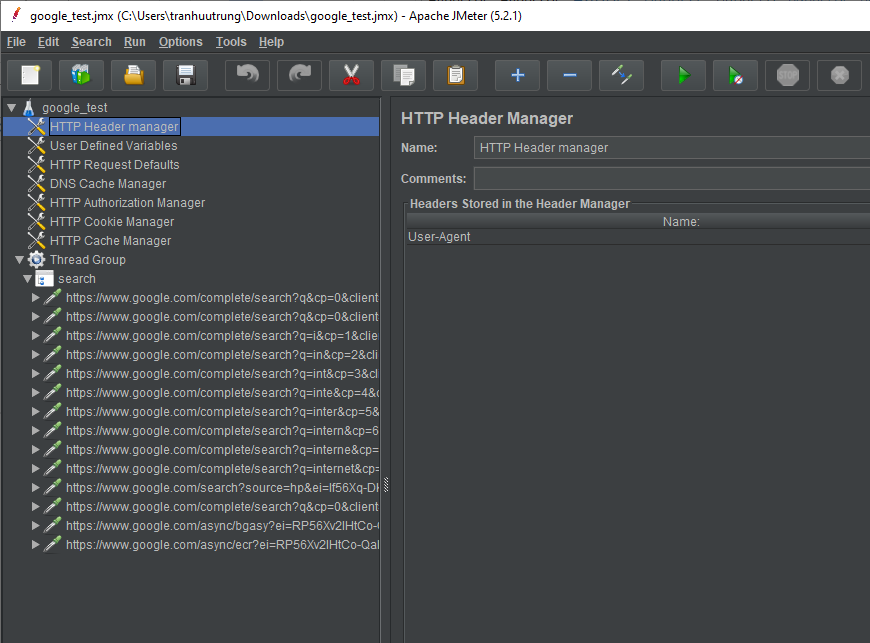 google_test.jmx (C:\Users\tranhuutrung\Downloads\google_test.jmx) - Apache JMeter (5.2.1)
File Edit Search Run Options Tools Help
STOP
google_test
HTTP Header manager
User Defined Variables
HTTP Request Defaults
DNS Cache Manager
HTTP Authorization Manager
HTTP Cookie Manager
HTTP Cache Manager
Thread Group
search
https://www.google.com/complete/search?q&cp=0&client
https://www.google.com/complete/search?q&cp=0&client
https://www.google.com/complete/search?q=i&cp=1&clie
https://www.google.com/complete/search?q=in&cp=2&cli
https://www.google.com/complete/search?q=int&cp=3&cl
https://www.google.com/complete/search?q=inte&cp=4&c
https://www.google.com/complete/search?q=inter&cp=5&
https://www.google.com/complete/search?q=intern&cp=6
https://www.google.com/complete/search?q=interne&cp=
https://www.google.com/complete/search?q=internet&cp=
https://www.google.com/search?source=hp&ei=If56Xq-D
https://www.google.com/complete/search?q&cp=0&client
https://www.google.com/async/bgasy?ei=RP56Xv2IHtCo-
https://www.google.com/async/ecr?ei=RP56Xv2IHtCo-Qa
HTTP Header Manager
Name: HTTP Header manager
Comments:
Headers Stored in the Header Manager
Name:
User-Agent